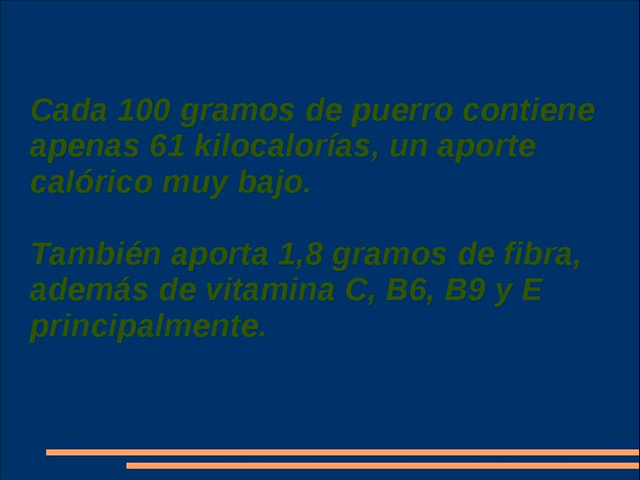 Cada 100 gramos de puerro contiene
apenas 61 kilocalorías, un aporte
calórico muy bajo.
También aporta 1,8 gramos de fibra,
además de vitamina C, B6, B9 y E
principalmente.